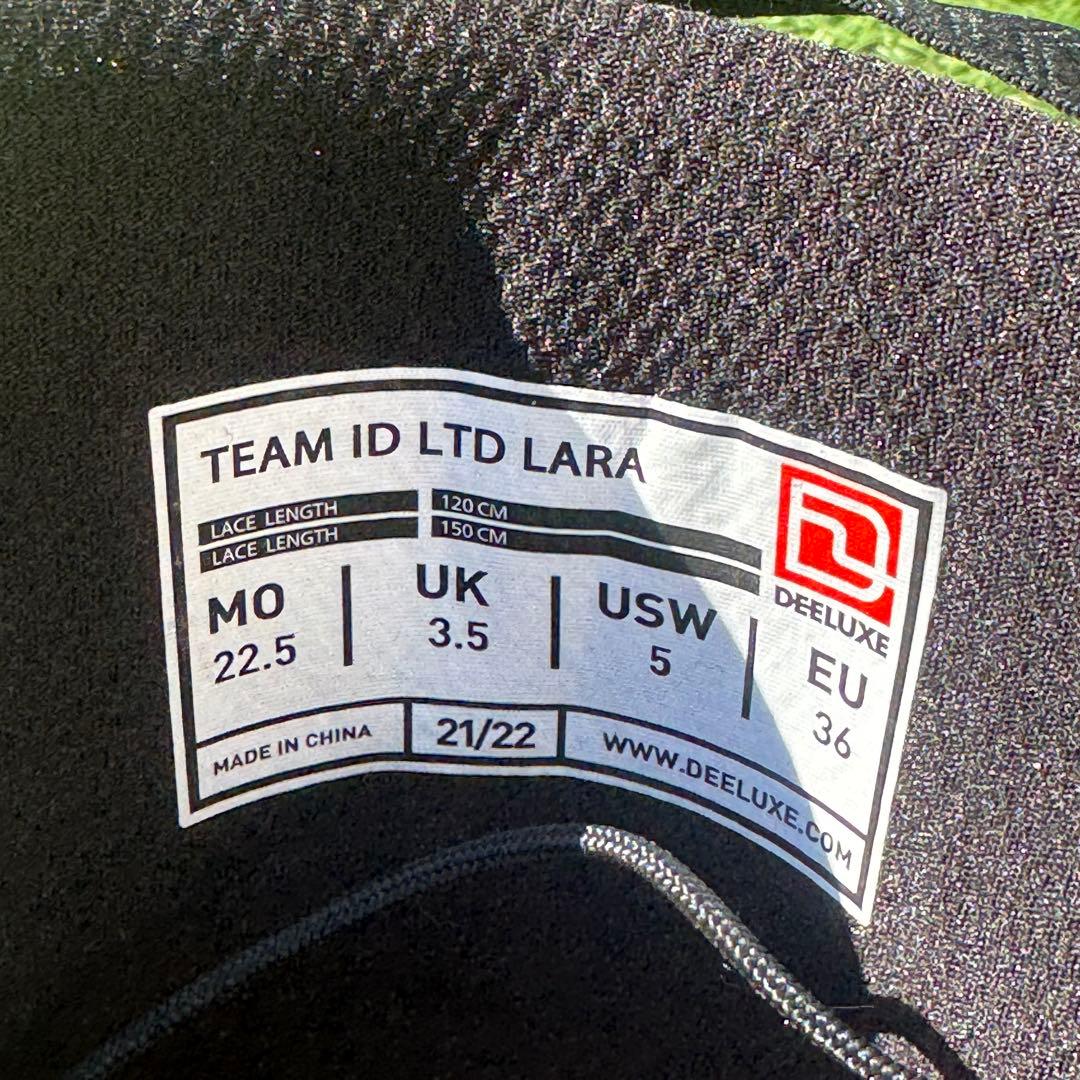 TEAM ID LTD LARA
LACE LENGTH 120 CM
LACE LENGTH 150 CM
DEELUXE
MO UK USW EU
22.5 3.5 5 36
MADE IN CHINA 21/22 WWW.DEELUXE.COM